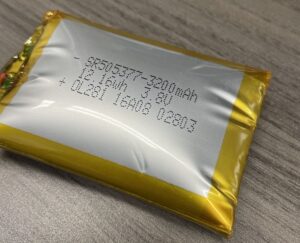 - SR505377-3200mAh
12.16wh 3.8V
+ OL281 16A08 02803